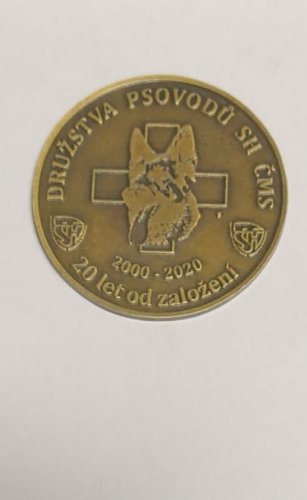 DRUŽSTVA PSOVODŮ SH ČMS
2000 - 2020
20 let od založení